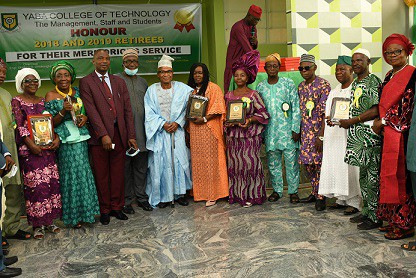 YABA COLLEGE OF TECHNOLOGY
The Management, Staff and Students
HONOUR
2018 AND 2019 RETIREES
FOR THEIR MERITORIOUS SERVICE